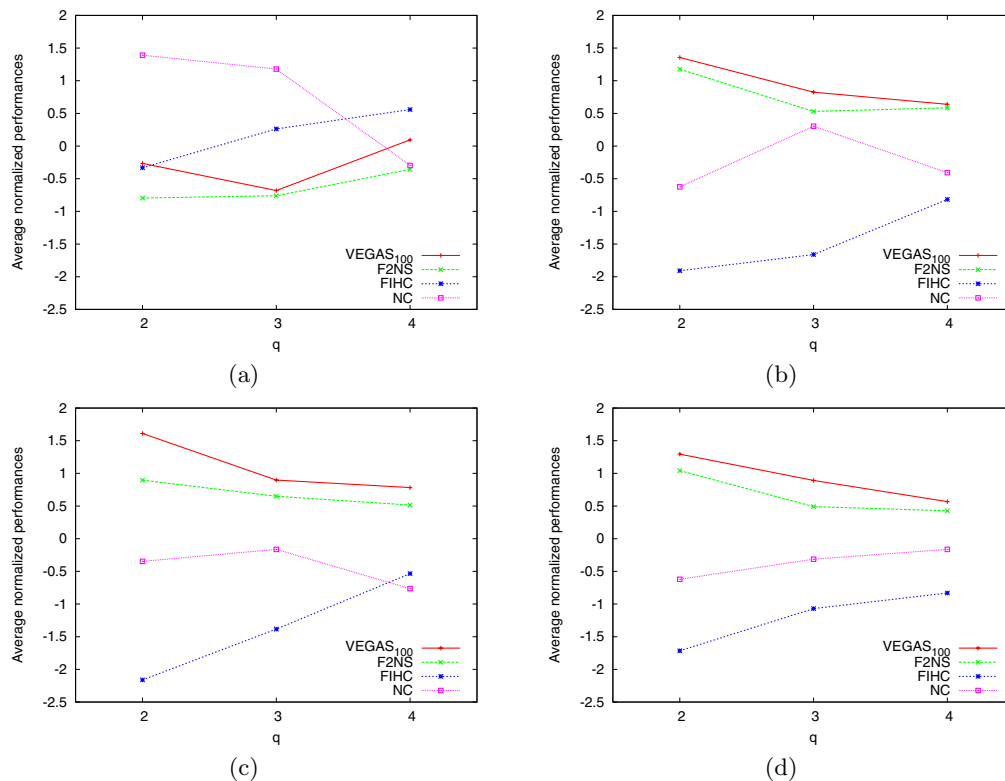 2
1.5
1
0.5
0
-0.5
-1
-1.5
-2
-2.5
Average normalized performances
2 3 4
q
VEGAS100
F2NS
FIHC
NC
(a)
2
1.5
1
0.5
0
-0.5
-1
-1.5
-2
-2.5
Average normalized performances
2 3 4
q
VEGAS100
F2NS
FIHC
NC
(b)
2
1.5
1
0.5
0
-0.5
-1
-1.5
-2
-2.5
Average normalized performances
2 3 4
q
VEGAS100
F2NS
FIHC
NC
(c)
2
1.5
1
0.5
0
-0.5
-1
-1.5
-2
-2.5
Average normalized performances
2 3 4
q
VEGAS100
F2NS
FIHC
NC
(d)